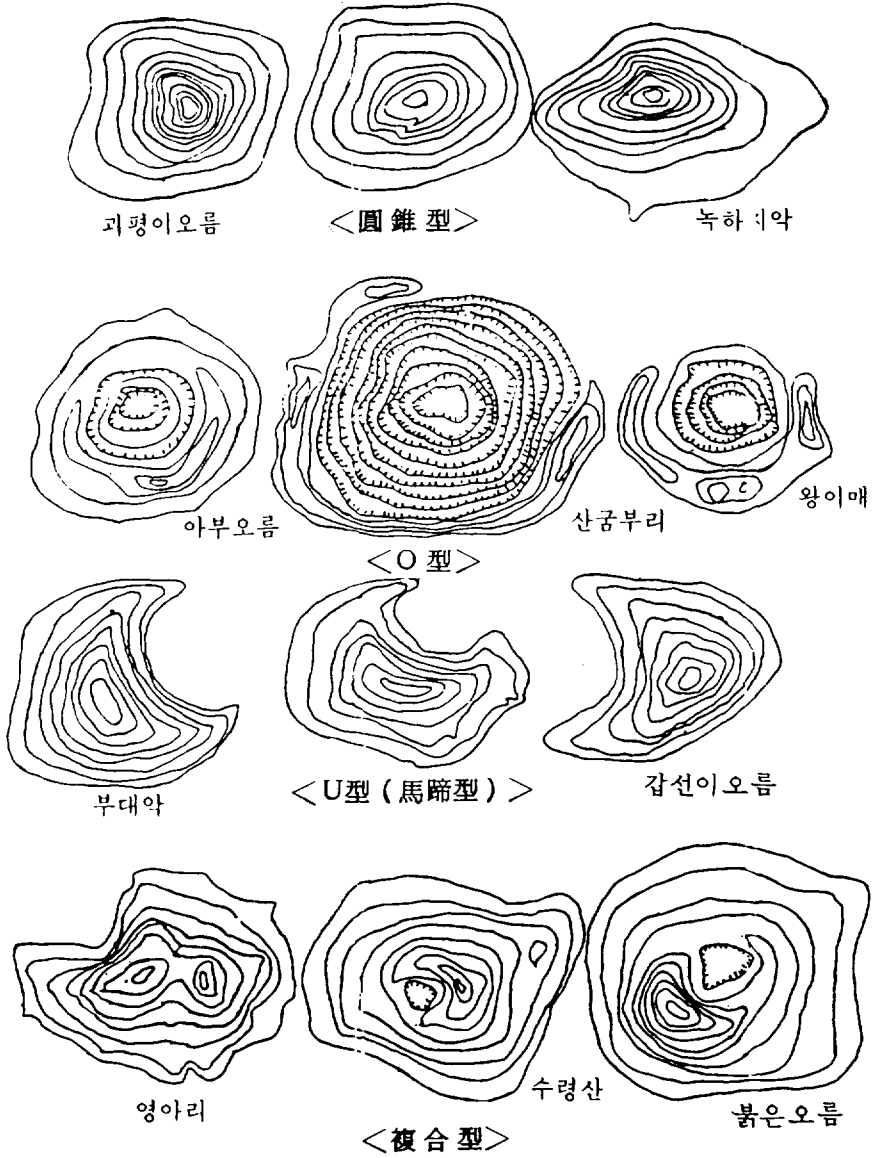 괴평이오름
<圓錐型>
아부오름
산굼부리
왕이매
<O型>
부대악
<U型(馬蹄型)>
갑선이오름
영아리
수령산
붉은오름
<複合型>